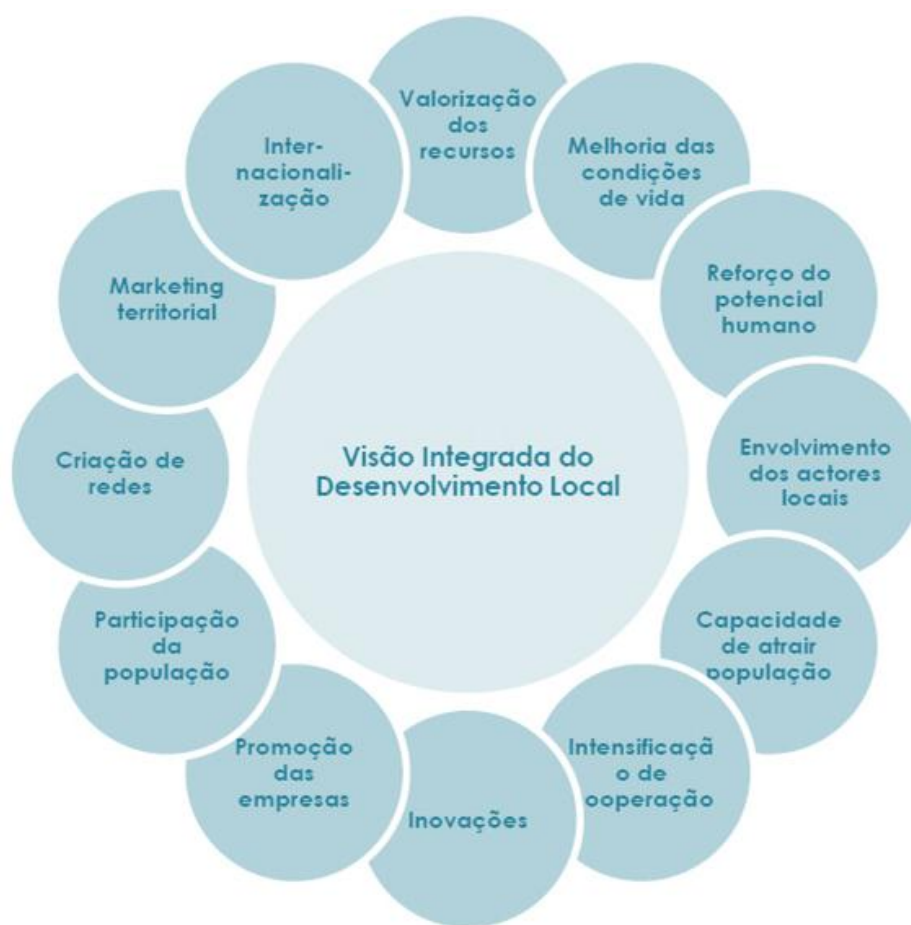 Valorização
dos
recursos
Melhoria das
condições
de vida
Reforço do
potencial
humano
Envolvimento
dos actores
locais
Capacidade
de atrair
população
Intensificaçã
o de
ooperação
Inovações
Promoção
das
empresas
Participação
da
população
Criação de
redes
Marketing
territorial
Inter-
nacionali-
zação
Visão Integrada do
Desenvolvimento Local